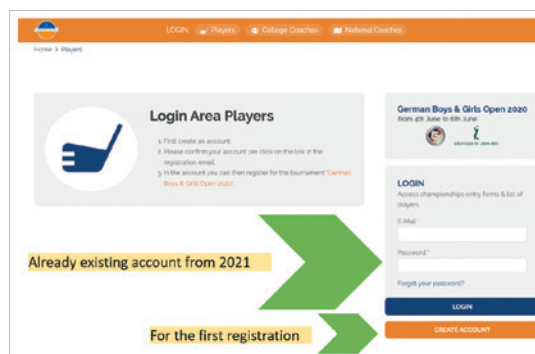 LOGIN: Players College Coaches National Coaches
Home > Players
Login Area Players
1. First create an account.
2. Please confirm your account per click on the link in the
registration email.
3. In the account you can then register for the tournament "German
Boys & Girls Open 2020".
German Boys & Girls Open 2020
from 4th June to 6th June
LOGIN
Access championships entry forms & list of
players
E-Mail *
Password *
Forgot your password?
LOGIN
CREATE ACCOUNT
Already existing account from 2021
For the first registration